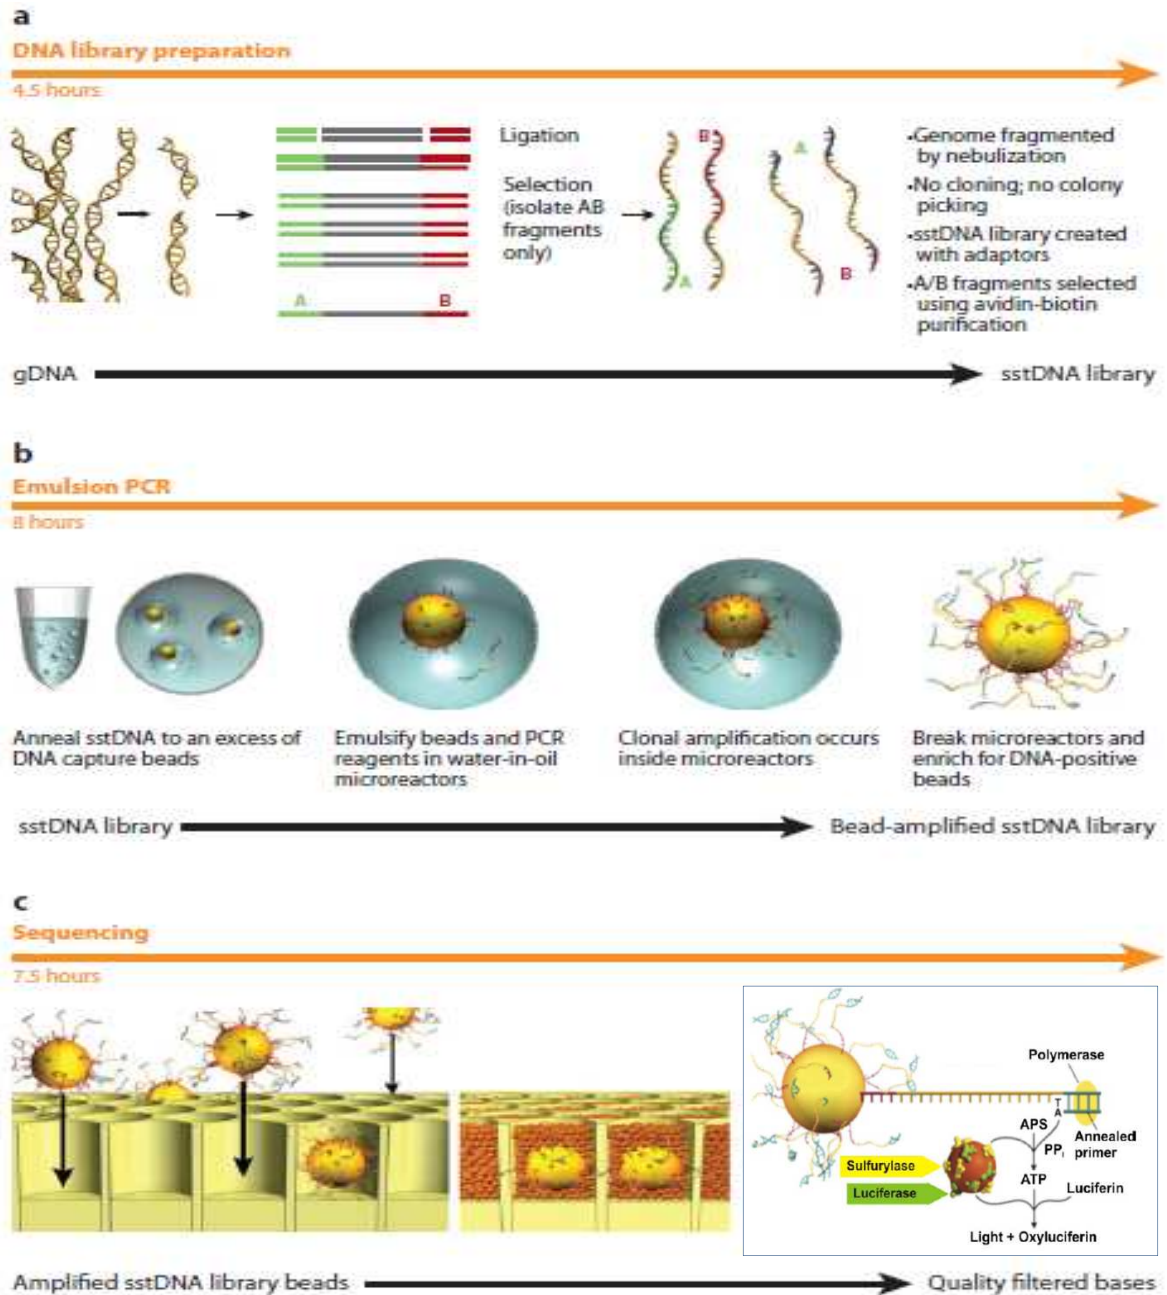 a
DNA library preparation
4.5 hours
Ligation
Selection
(isolate AB
fragments
only)
A
B
B
A
A
B
•Genome fragmented
by nebulization
•No cloning; no colony
picking
•sstDNA library created
with adaptors
•A/B fragments selected
using avidin-biotin
purification
gDNA
sstDNA library
b
Emulsion PCR
8 hours
Anneal sstDNA to an excess of
DNA capture beads
Emulsify beads and PCR
reagents in water-in-oil
microreactors
Clonal amplification occurs
inside microreactors
Break microreactors and
enrich for DNA-positive
beads
sstDNA library
Bead-amplified sstDNA library
c
Sequencing
7.5 hours
Polymerase
T
A
APS
PPi
Annealed
primer
Sulfurylase
Luciferase
ATP
Luciferin
Light + Oxyluciferin
Amplified sstDNA library beads
Quality filtered bases